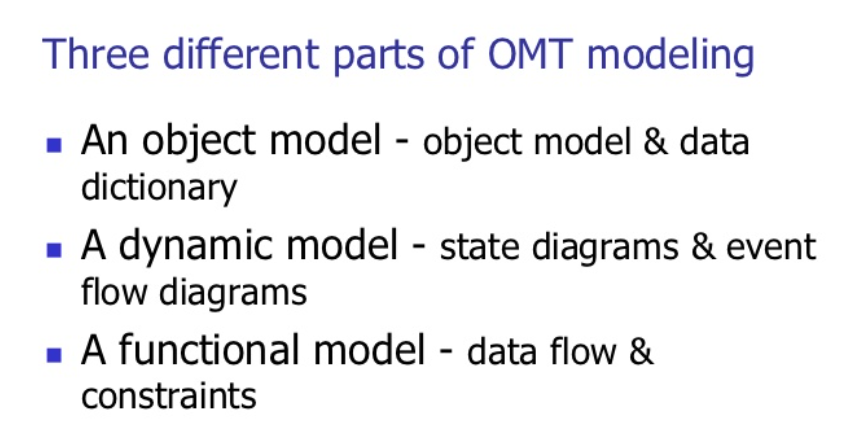 Three different parts of OMT modeling
■ An object model - object model & data
dictionary
■ A dynamic model - state diagrams & event
flow diagrams
■ A functional model - data flow &
constraints